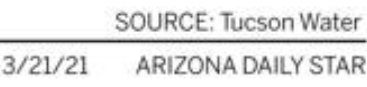 SOURCE: Tucson Water
3/21/21 ARIZONA DAILY STAR